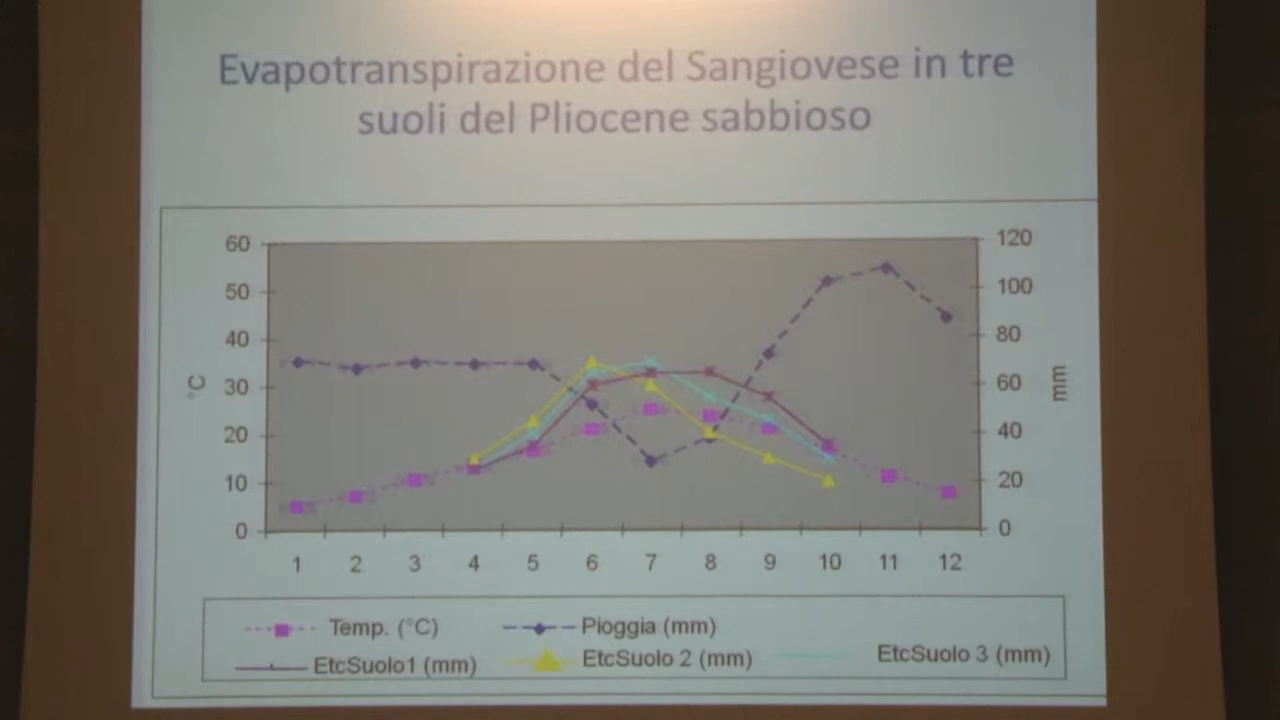 Evapotranspirazione del Sangiovese in tre
suoli del Pliocene sabbioso
60
50
40
30
20
10
0
°C
120
100
80
60
40
20
0
mm
1 2 3 4 5 6 7 8 9 10 11 12
Temp. (°C) Pioggia (mm)
EtcSuolo1 (mm) EtcSuolo 2 (mm) EtcSuolo 3 (mm)